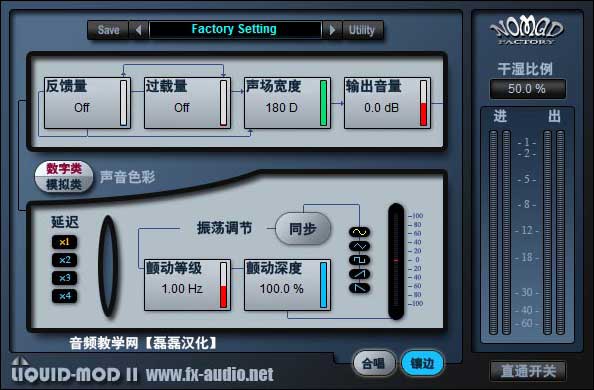 Save
Factory Setting
Utility
NOMAD
FACTORY
干湿比例
50.0 %
反馈量
Off
过载量
Off
声场宽度
180 D
输出音量
0.0 dB
进
出
- 1 -
- 2 -
- 5 -
- 8 -
- 12 -
- 18 -
- 30 -
- 40 -
- 60 -
数字类
模拟类
声音色彩
延迟
x1
x2
x3
x4
振荡调节
同步
颤动等级
1.00 Hz
颤动深度
100.0 %
100
80
60
40
20
0
20
40
60
80
100
音频教学网【磊磊汉化】
合唱
镶边
LIQUID-MOD II
www.fx-audio.net
直通开关